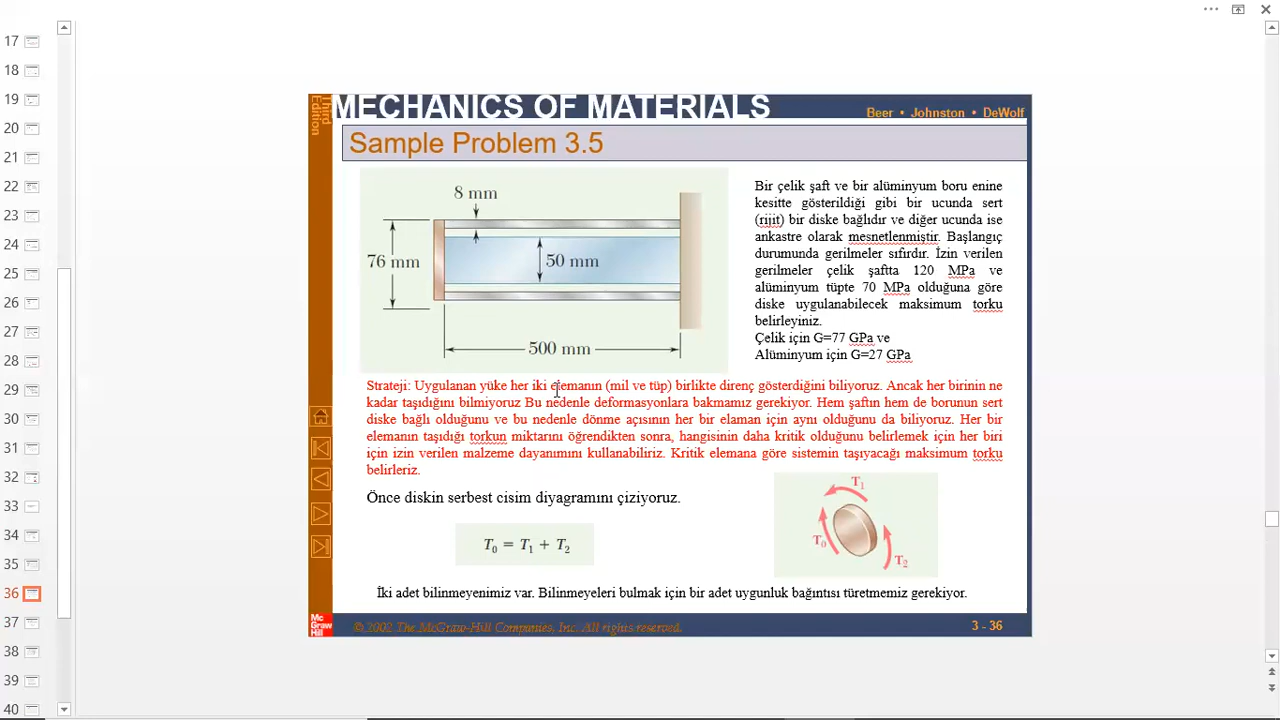 17
18
19
20
21
22
23
24
25
26
27
28
29
30
31
32
33
34
35
36
37
38
39
40
Third
Edition
MECHANICS OF MATERIALS
Beer • Johnston • DeWolf
Sample Problem 3.5
8 mm
76 mm
50 mm
500 mm
Bir çelik şaft ve bir alüminyum boru enine
kesitte gösterildiği gibi bir ucunda sert
(rijit) bir diske bağlıdır ve diğer ucunda ise
ankastre olarak mesnetlenmiştir. Başlangıç
durumunda gerilmeler sıfırdır. İzin verilen
gerilmeler çelik şaftta 120 MPa ve
alüminyum tüpte 70 MPa olduğuna göre
diske uygulanabilecek maksimum torku
belirleyiniz.
Çelik için G=77 GPa ve
Alüminyum için G=27 GPa
Strateji: Uygulanan yüke her iki elemanın (mil ve tüp) birlikte direnç gösterdiğini biliyoruz. Ancak her birinin ne
kadar taşıdığını bilmiyoruz Bu nedenle deformasyonlara bakmamız gerekiyor. Hem şaftın hem de borunun sert
diske bağlı olduğunu ve bu nedenle dönme açısının her bir elaman için aynı olduğunu da biliyoruz. Her bir
elemanın taşıdığı torkun miktarını öğrendikten sonra, hangisinin daha kritik olduğunu belirlemek için her biri
için izin verilen malzeme dayanımını kullanabiliriz. Kritik elemana göre sistemin taşıyacağı maksimum torku
belirleriz.
Önce diskin serbest cisim diyagramını çiziyoruz.
T₀ = T₁ + T₂
T₁
T₀
T₂
İki adet bilinmeyenimiz var. Bilinmeyeleri bulmak için bir adet uygunluk bağıntısı türetmemiz gerekiyor.
Mc
Graw
Hill
© 2002 The McGraw-Hill Companies, Inc. All rights reserved.
3 - 36